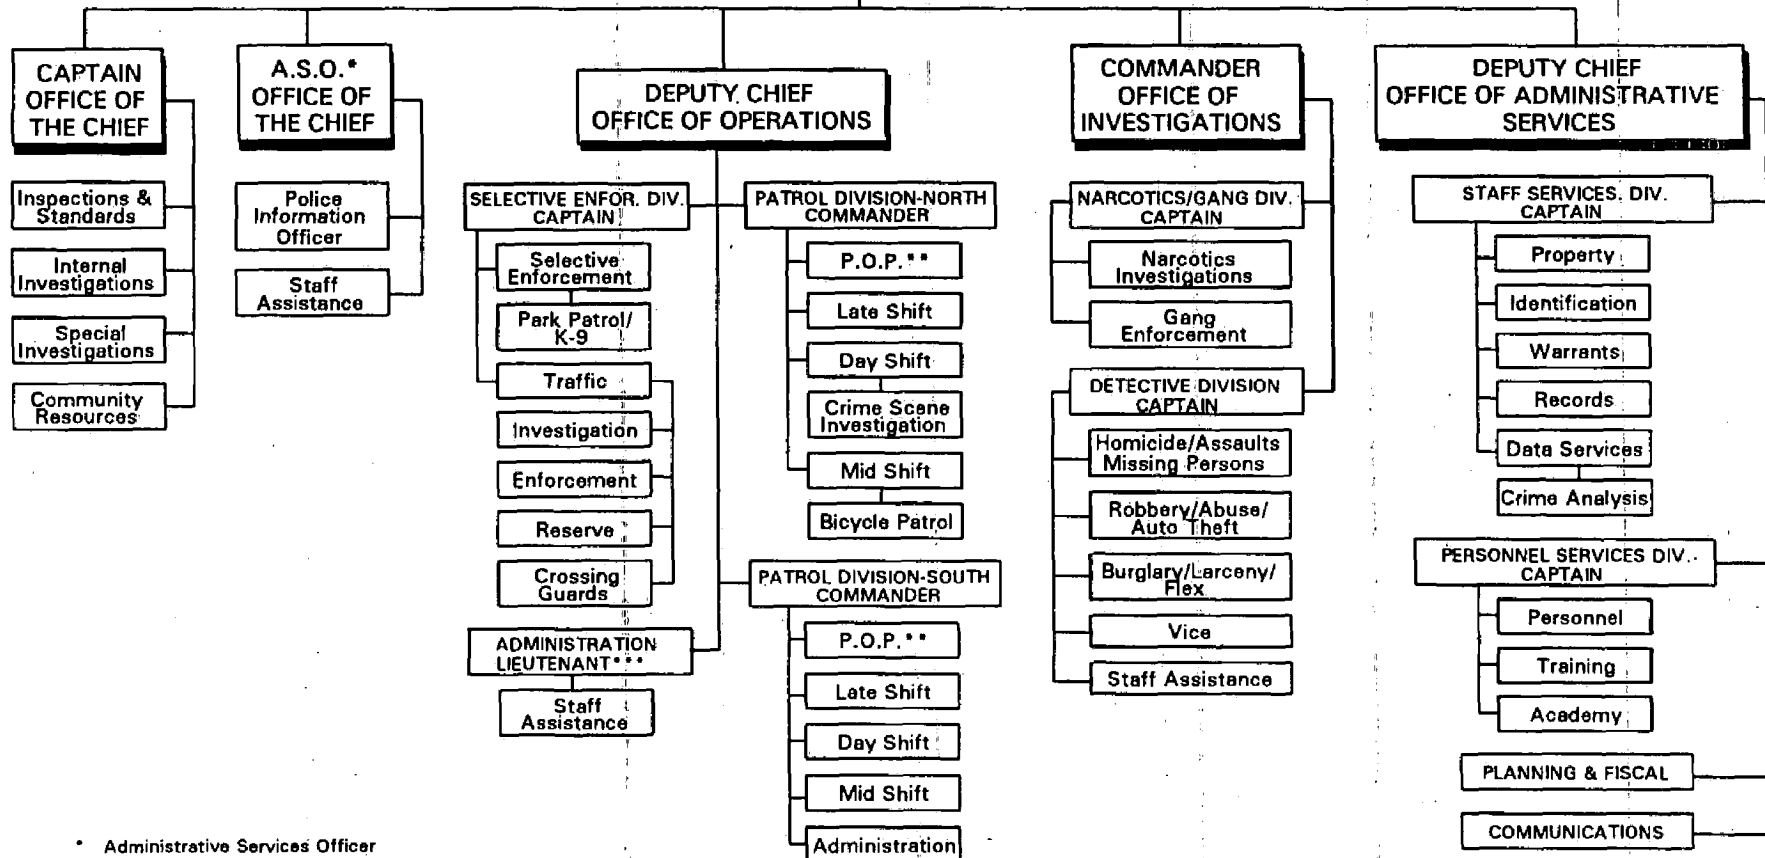 CAPTAIN
OFFICE OF
THE CHIEF
Inspections &
Standards
Internal
Investigations
Special
Investigations
Community
Resources
A.S.O.*
OFFICE OF
THE CHIEF
Police
Information
Officer
Staff
Assistance
DEPUTY. CHIEF
OFFICE OF OPERATIONS
SELECTIVE ENFOR. DIV.
CAPTAIN
Selective
Enforcement
Park Patrol/
K-9
Traffic
Investigation
Enforcement
Reserve
Crossing
Guards
ADMINISTRATION
LIEUTENANT***
Staff
Assistance
PATROL DIVISION-NORTH
COMMANDER
P.O.P.**
Late Shift
Day Shift
Crime Scene
Investigation
Mid Shift
Bicycle Patrol
PATROL DIVISION-SOUTH
COMMANDER
P.O.P.**
Late Shift
Day Shift
Mid Shift
Administration
COMMANDER
OFFICE OF
INVESTIGATIONS
NARCOTICS/GANG DIV.
CAPTAIN
Narcotics
Investigations
Gang
Enforcement
DETECTIVE DIVISION
CAPTAIN
Homicide/Assaults
Missing Persons
Robbery/Abuse/
Auto Theft
Burglary/Larceny/
Flex
Vice
Staff Assistance
DEPUTY CHIEF
OFFICE OF ADMINISTRATIVE
SERVICES
STAFF SERVICES. DIV.
CAPTAIN
Property
Identification
Warrants
Records
Data Services
Crime Analysis
PERSONNEL SERVICES DIV.
CAPTAIN
Personnel
Training
Academy
PLANNING & FISCAL
COMMUNICATIONS
* Administrative Services Officer